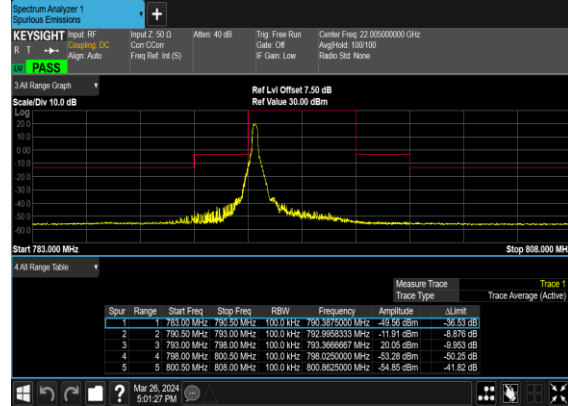 Spectrum Analyzer 1
Spurious Emissions
KEYSIGHT Input: RF Input Z: 50 Ω Atten: 40 dB Trig: Free Run Center Freq: 22.005000000 GHz
R T Coupling: DC Corr CCorr Gate: Off Avg|Hold: 100/100
Align: Auto Freq Ref: Int (S) IF Gain: Low Radio Std: None
PASS
3 All Range Graph
Ref Lvl Offset 7.50 dB
Scale/Div 10.0 dB Ref Value 30.00 dBm
Log
20.0
10.0
0.00
-10.0
-20.0
-30.0
-40.0
-50.0
-60.0
Start 783.000 MHz Stop 808.000 MH
4 All Range Table
Measure Trace Trace 1
Trace Type Trace Average (Active)
Spur Range Start Freq Stop Freq RBW Frequency Amplitude ΔLimit
1 1 783.00 MHz 790.50 MHz 100.0 kHz 790.3875000 MHz -49.56 dBm -36.53 dB
2 2 790.50 MHz 793.00 MHz 100.0 kHz 792.9958333 MHz -11.91 dBm -8.876 dB
3 3 793.00 MHz 798.00 MHz 100.0 kHz 793.3666667 MHz 20.05 dBm -9.953 dB
4 4 798.00 MHz 800.50 MHz 100.0 kHz 798.0250000 MHz -53.28 dBm -50.25 dB
5 5 800.50 MHz 808.00 MHz 100.0 kHz 800.8625000 MHz -54.85 dBm -41.82 dB
Mar 26, 2024
5:01:27 PM